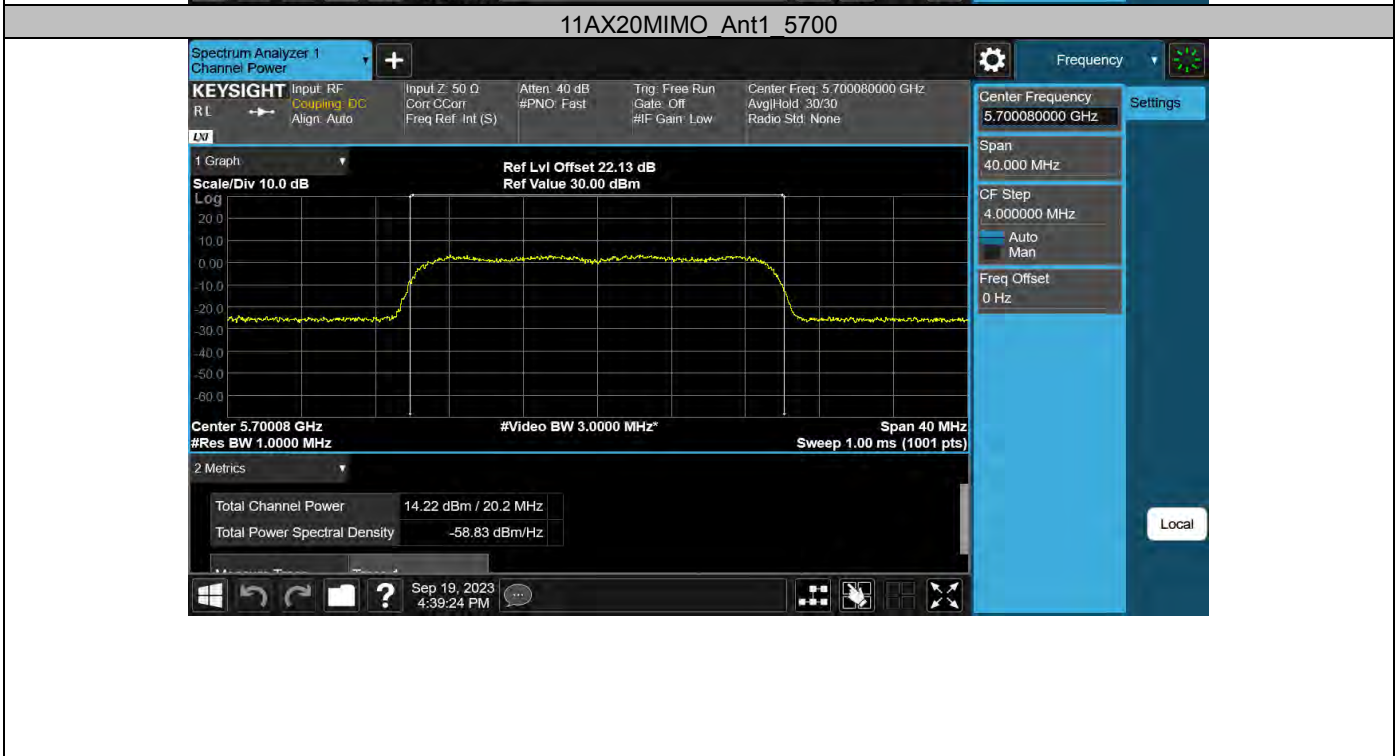 11AX20MIMO_Ant1_5700
Spectrum Analyzer 1
Channel Power
+
Frequency
KEYSIGHT
RL
LXI
Input: RF
Coupling: DC
Align: Auto
Input Z: 50 Ω
Corr CCorr
Freq Ref: Int (S)
Atten: 40 dB
#PNO: Fast
Trig: Free Run
Gate: Off
#IF Gain: Low
Center Freq: 5.700080000 GHz
Avg|Hold: 30/30
Radio Std: None
Center Frequency
5.700080000 GHz
Settings
Span
40.000 MHz
CF Step
4.000000 MHz
Auto
Man
Freq Offset
0 Hz
Local
1 Graph
Scale/Div 10.0 dB
Ref Lvl Offset 22.13 dB
Ref Value 30.00 dBm
Log
20.0
10.0
0.00
-10.0
-20.0
-30.0
-40.0
-50.0
-60.0
Center 5.70008 GHz
#Res BW 1.0000 MHz
#Video BW 3.0000 MHz*
Span 40 MHz
Sweep 1.00 ms (1001 pts)
2 Metrics
Total Channel Power 14.22 dBm / 20.2 MHz
Total Power Spectral Density -58.83 dBm/Hz
?
Sep 19, 2023
4:39:24 PM